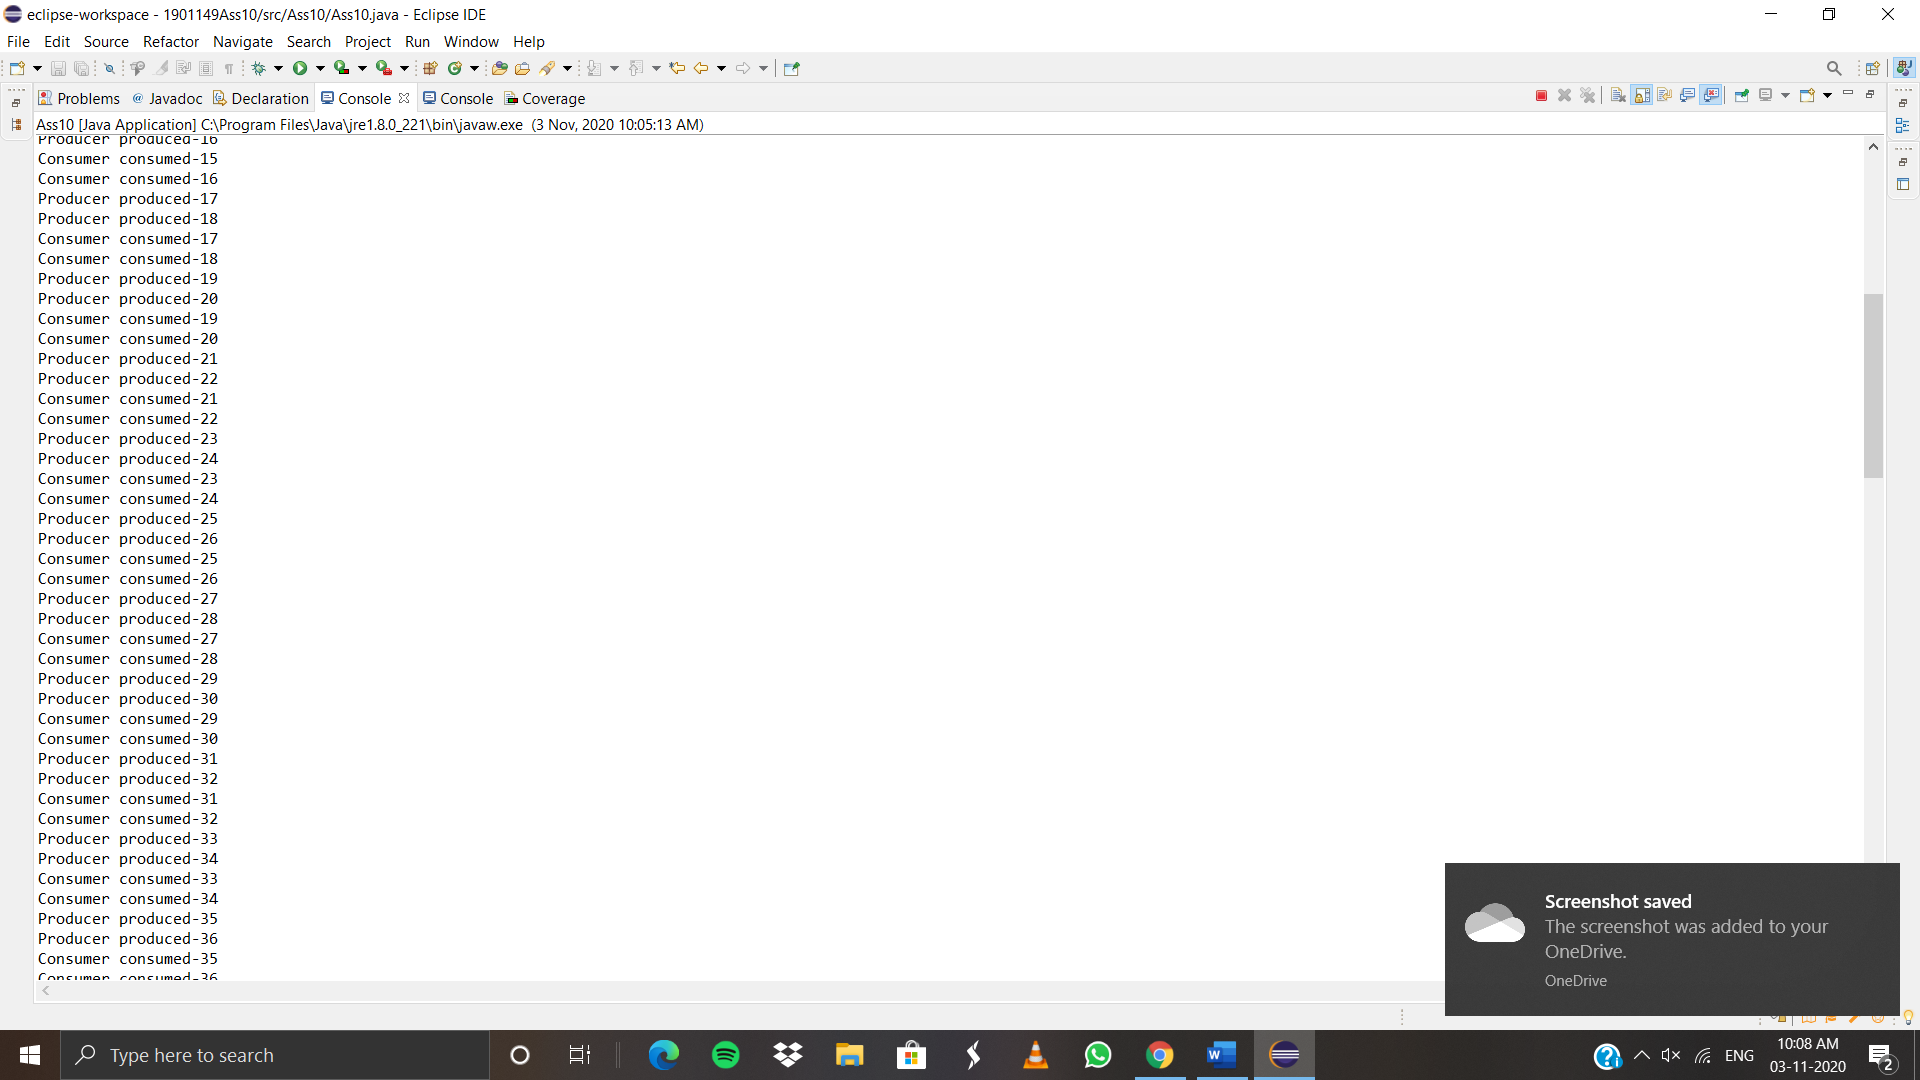 eclipse-workspace - 1901149Ass10/src/Ass10/Ass10.java - Eclipse IDE
File Edit Source Refactor Navigate Search Project Run Window Help
Problems @ Javadoc Declaration Console Console Coverage
Ass10 [Java Application] C:\Program Files\Java\jre1.8.0_221\bin\javaw.exe (3 Nov, 2020 10:05:13 AM)
Producer produced-16
Consumer consumed-15
Consumer consumed-16
Producer produced-17
Producer produced-18
Consumer consumed-17
Consumer consumed-18
Producer produced-19
Producer produced-20
Consumer consumed-19
Consumer consumed-20
Producer produced-21
Producer produced-22
Consumer consumed-21
Consumer consumed-22
Producer produced-23
Producer produced-24
Consumer consumed-23
Consumer consumed-24
Producer produced-25
Producer produced-26
Consumer consumed-25
Consumer consumed-26
Producer produced-27
Producer produced-28
Consumer consumed-27
Consumer consumed-28
Producer produced-29
Producer produced-30
Consumer consumed-29
Consumer consumed-30
Producer produced-31
Producer produced-32
Consumer consumed-31
Consumer consumed-32
Producer produced-33
Producer produced-34
Consumer consumed-33
Consumer consumed-34
Producer produced-35
Producer produced-36
Consumer consumed-35
Consumer consumed-36
Screenshot saved
The screenshot was added to your
OneDrive.
OneDrive
Type here to search
ENG
10:08 AM
03-11-2020
2